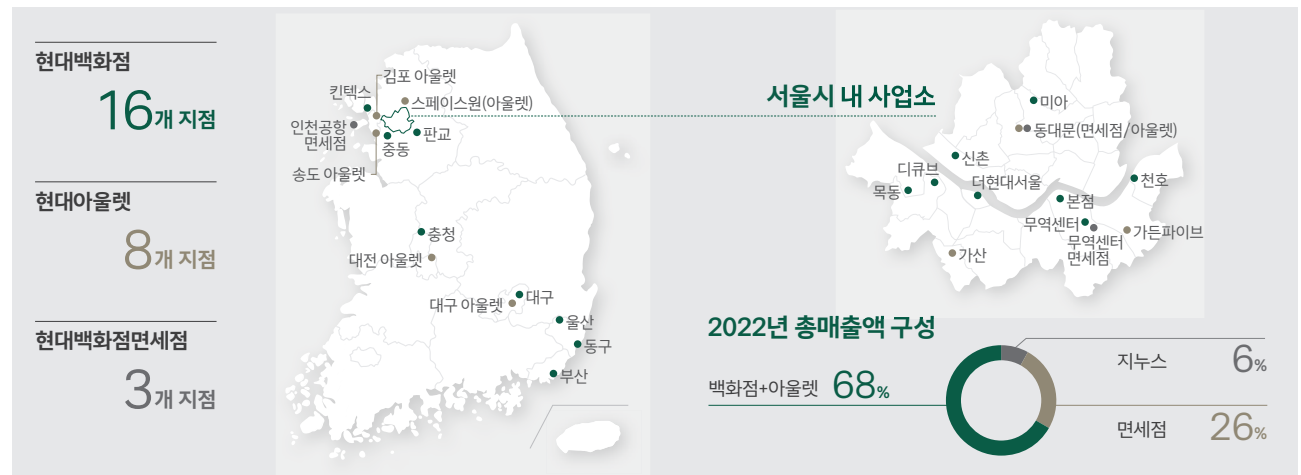 현대백화점
16개 지점
현대아울렛
8개 지점
현대백화점면세점
3개 지점
김포 아울렛
킨텍스
스페이스원(아울렛)
인천공항
면세점
판교
중동
송도 아울렛
충청
대전 아울렛
대구
대구 아울렛
울산
동구
부산
서울시 내 사업소
미아
동대문(면세점/아울렛)
신촌
디큐브
더현대서울
천호
목동
본점
무역센터
가든파이브
무역센터
면세점
가산
2022년 총매출액 구성
백화점+아울렛 68%
지누스 6%
면세점 26%